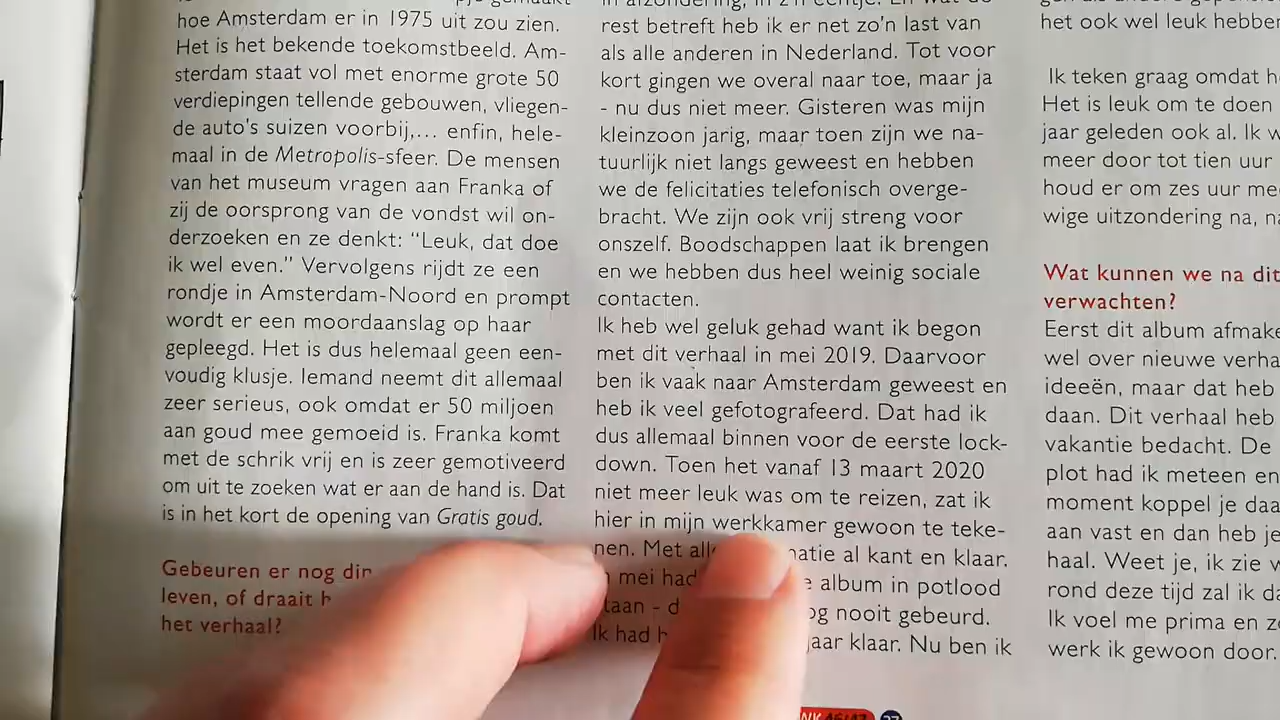 hoe Amsterdam er in 1975 uit zou zien.
Het is het bekende toekomstbeeld. Am-
sterdam staat vol met enorme grote 50
verdiepingen tellende gebouwen, vliegen-
de auto's suizen voorbij,... enfin, hele-
maal in de Metropolis-sfeer. De mensen
van het museum vragen aan Franka of
zij de oorsprong van de vondst wil on-
derzoeken en ze denkt: “Leuk, dat doe
ik wel even.” Vervolgens rijdt ze een
rondje in Amsterdam-Noord en prompt
wordt er een moordaanslag op haar
gepleegd. Het is dus helemaal geen een-
voudig klusje. Iemand neemt dit allemaal
zeer serieus, ook omdat er 50 miljoen
aan goud mee gemoeid is. Franka komt
met de schrik vrij en is zeer gemotiveerd
om uit te zoeken wat er aan de hand is. Dat
is in het kort de opening van Gratis goud.
Gebeuren er nog
leven, of draait
het verhaal?
rest betreft heb ik er net zo'n last van
als alle anderen in Nederland. Tot voor
kort gingen we overal naar toe, maar ja
- nu dus niet meer. Gisteren was mijn
kleinzoon jarig, maar toen zijn we na-
tuurlijk niet langs geweest en hebben
we de felicitaties telefonisch overge-
bracht. We zijn ook vrij streng voor
onszelf. Boodschappen laat ik brengen
en we hebben dus heel weinig sociale
contacten.
Ik heb wel geluk gehad want ik begon
met dit verhaal in mei 2019. Daarvoor
ben ik vaak naar Amsterdam geweest en
heb ik veel gefotografeerd. Dat had ik
dus allemaal binnen voor de eerste lock-
down. Toen het vanaf 13 maart 2020
niet meer leuk was om te reizen, zat ik
hier in mijn werkkamer gewoon te teke-
nen. Met al kant en klaar.
mei had album in potlood
nooit gebeurd.
Ik had jaar klaar. Nu ben ik
het ook wel leuk
Ik teken graag omdat
Het is leuk om te doen
jaar geleden ook al. Ik
meer door tot tien uur
houd er om zes uur
wige uitzondering na,
Wat kunnen we na dit
verwachten?
Eerst dit album
wel over nieuwe
ideeën, maar dat heb
daan. Dit verhaal heb
vakantie bedacht. De
plot had ik meteen
moment koppel je
aan vast en dan heb je
haal. Weet je, ik zie
rond deze tijd zal ik
Ik voel me prima en
werk ik gewoon door.